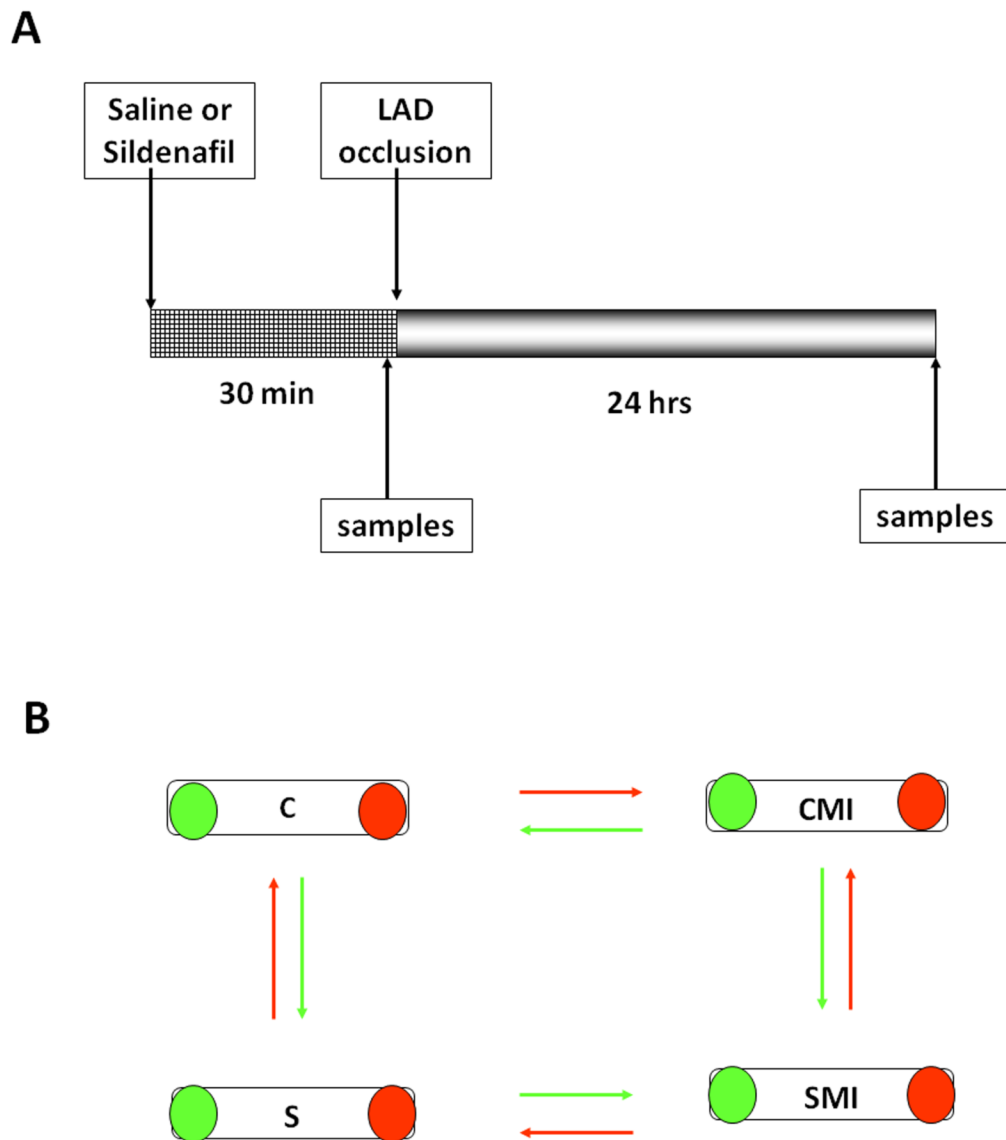 A
Saline or
Sildenafil
LAD
occlusion
30 min
24 hrs
samples
samples
B
C
CMI
S
SMI